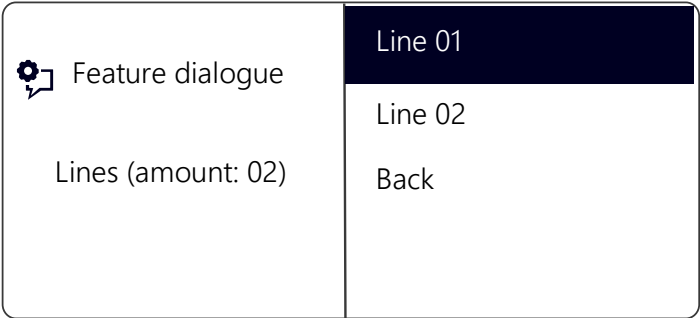 Feature dialogue
Lines (amount: 02)
Line 01
Line 02
Back